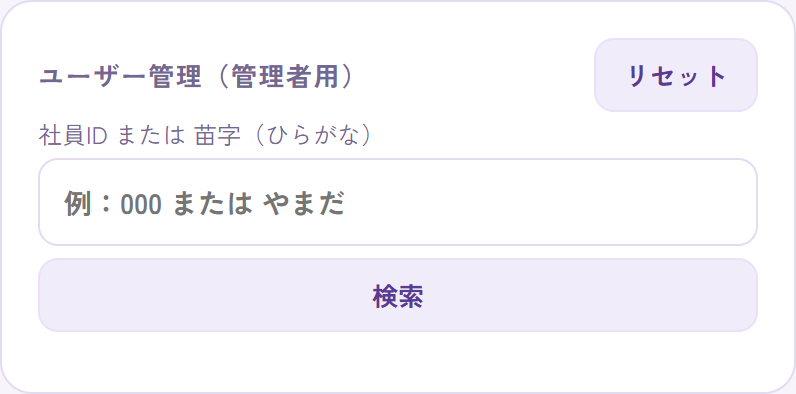 ユーザー管理（管理者用）
リセット
社員ID または 苗字（ひらがな）
例：000 または やまだ
検索